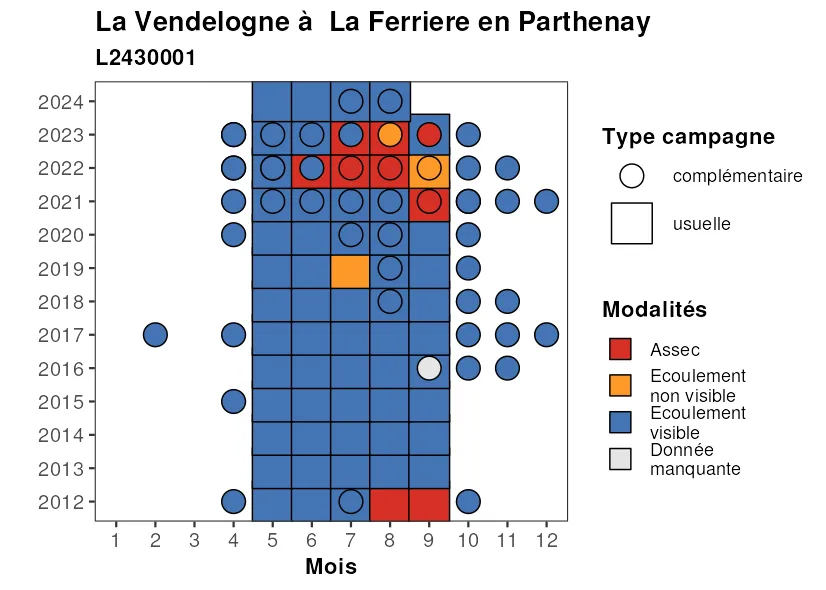 La Vendelogne à  La Ferriere en Parthenay
L2430001
2024
2023
2022
2021
2020
2019
2018
2017
2016
2015
2014
2013
2012
1 2 3 4 5 6 7 8 9 10 11 12
Mois
Type campagne
complémentaire
usuelle
Modalités
Assec
Ecoulement
non visible
Ecoulement
visible
Donnée
manquante